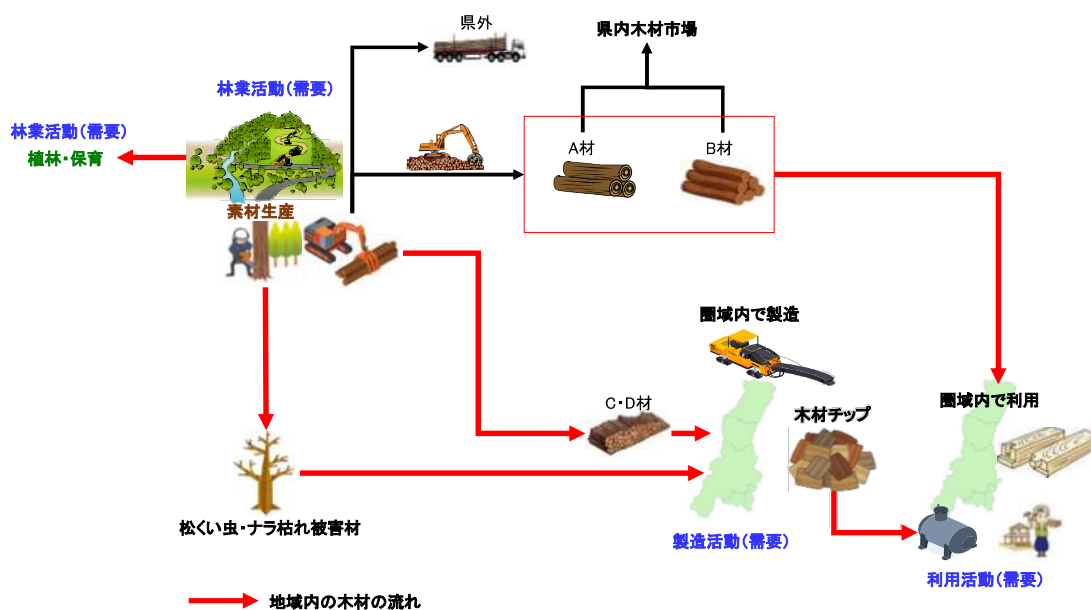 県外
県内木材市場
林業活動(需要)
林業活動(需要)
植林・保育
A材
B材
素材生産
圏域内で製造
C・D材
木材チップ
圏域内で利用
松くい虫・ナラ枯れ被害材
製造活動(需要)
利用活動(需要)
地域内の木材の流れ